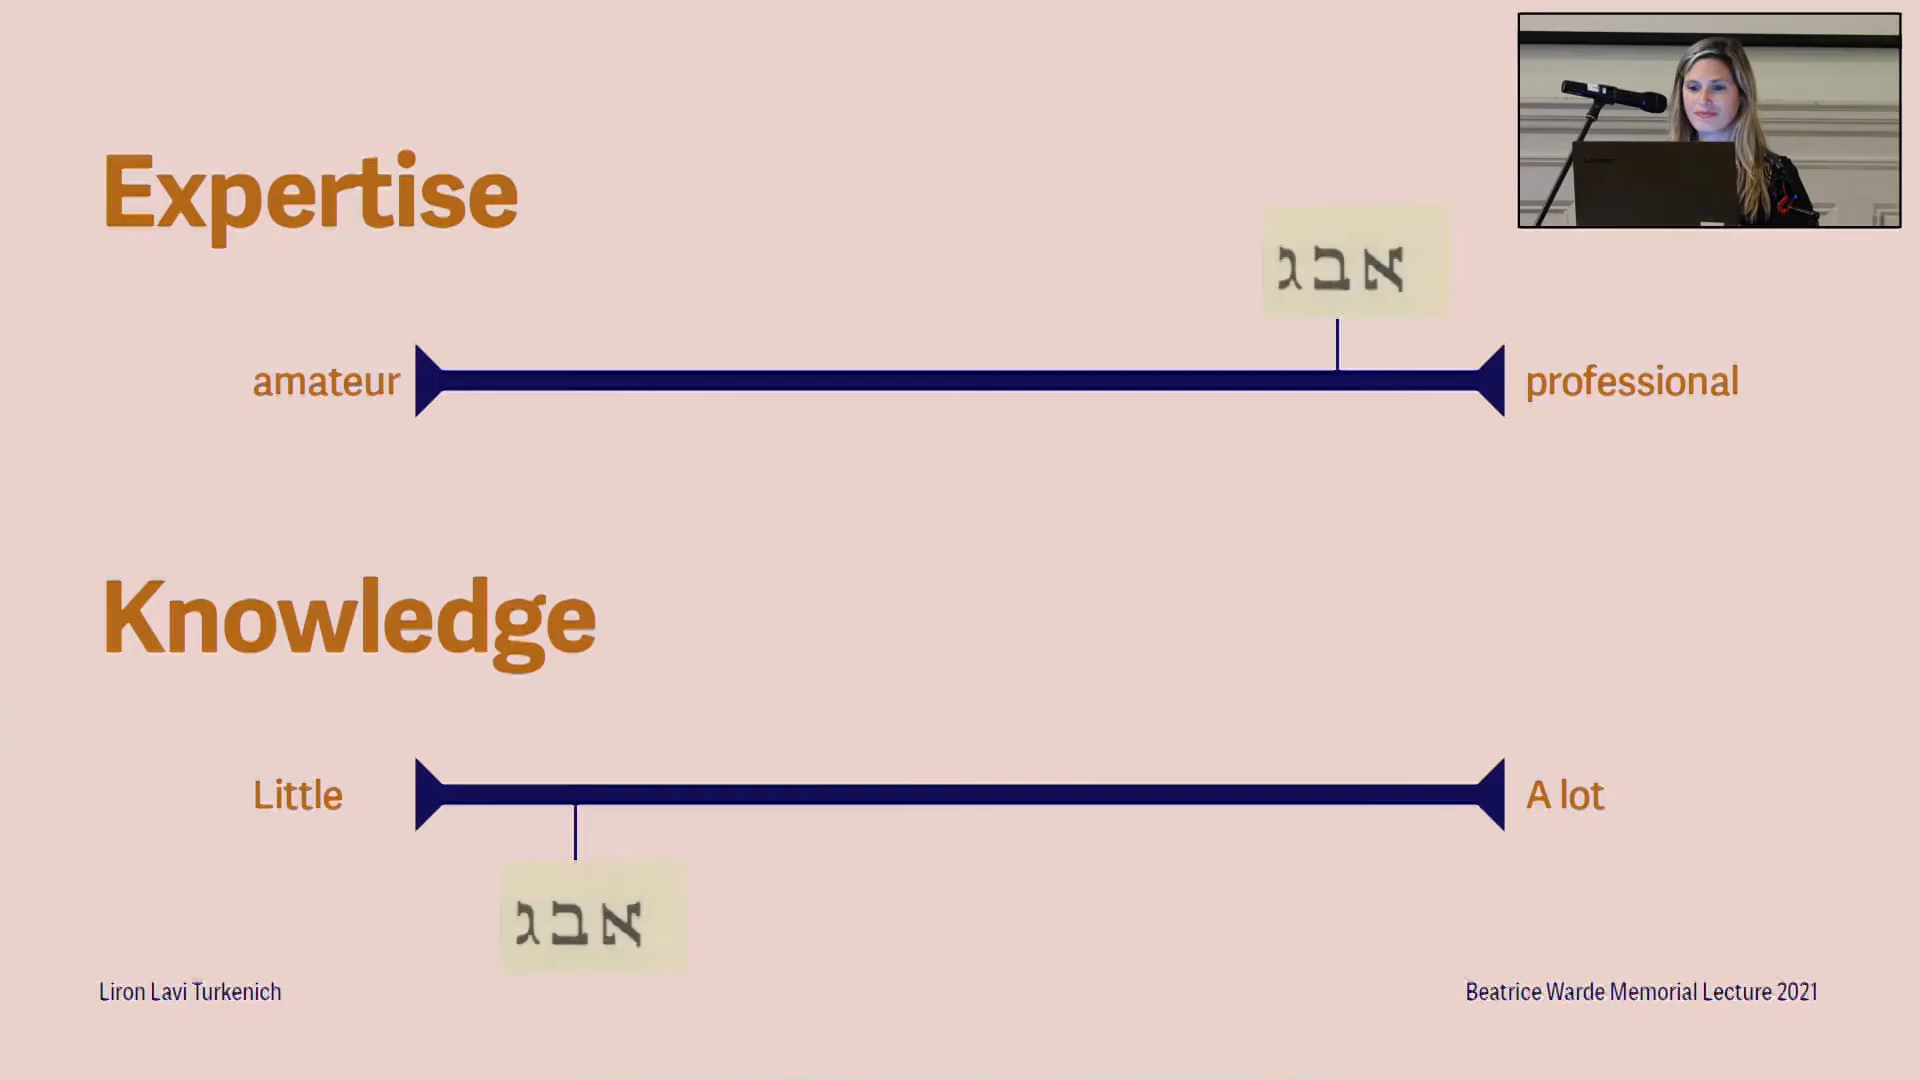 Expertise
אבג
amateur
professional
Knowledge
Little
A lot
אבג
Liron Lavi Turkenich
Beatrice Warde Memorial Lecture 2021